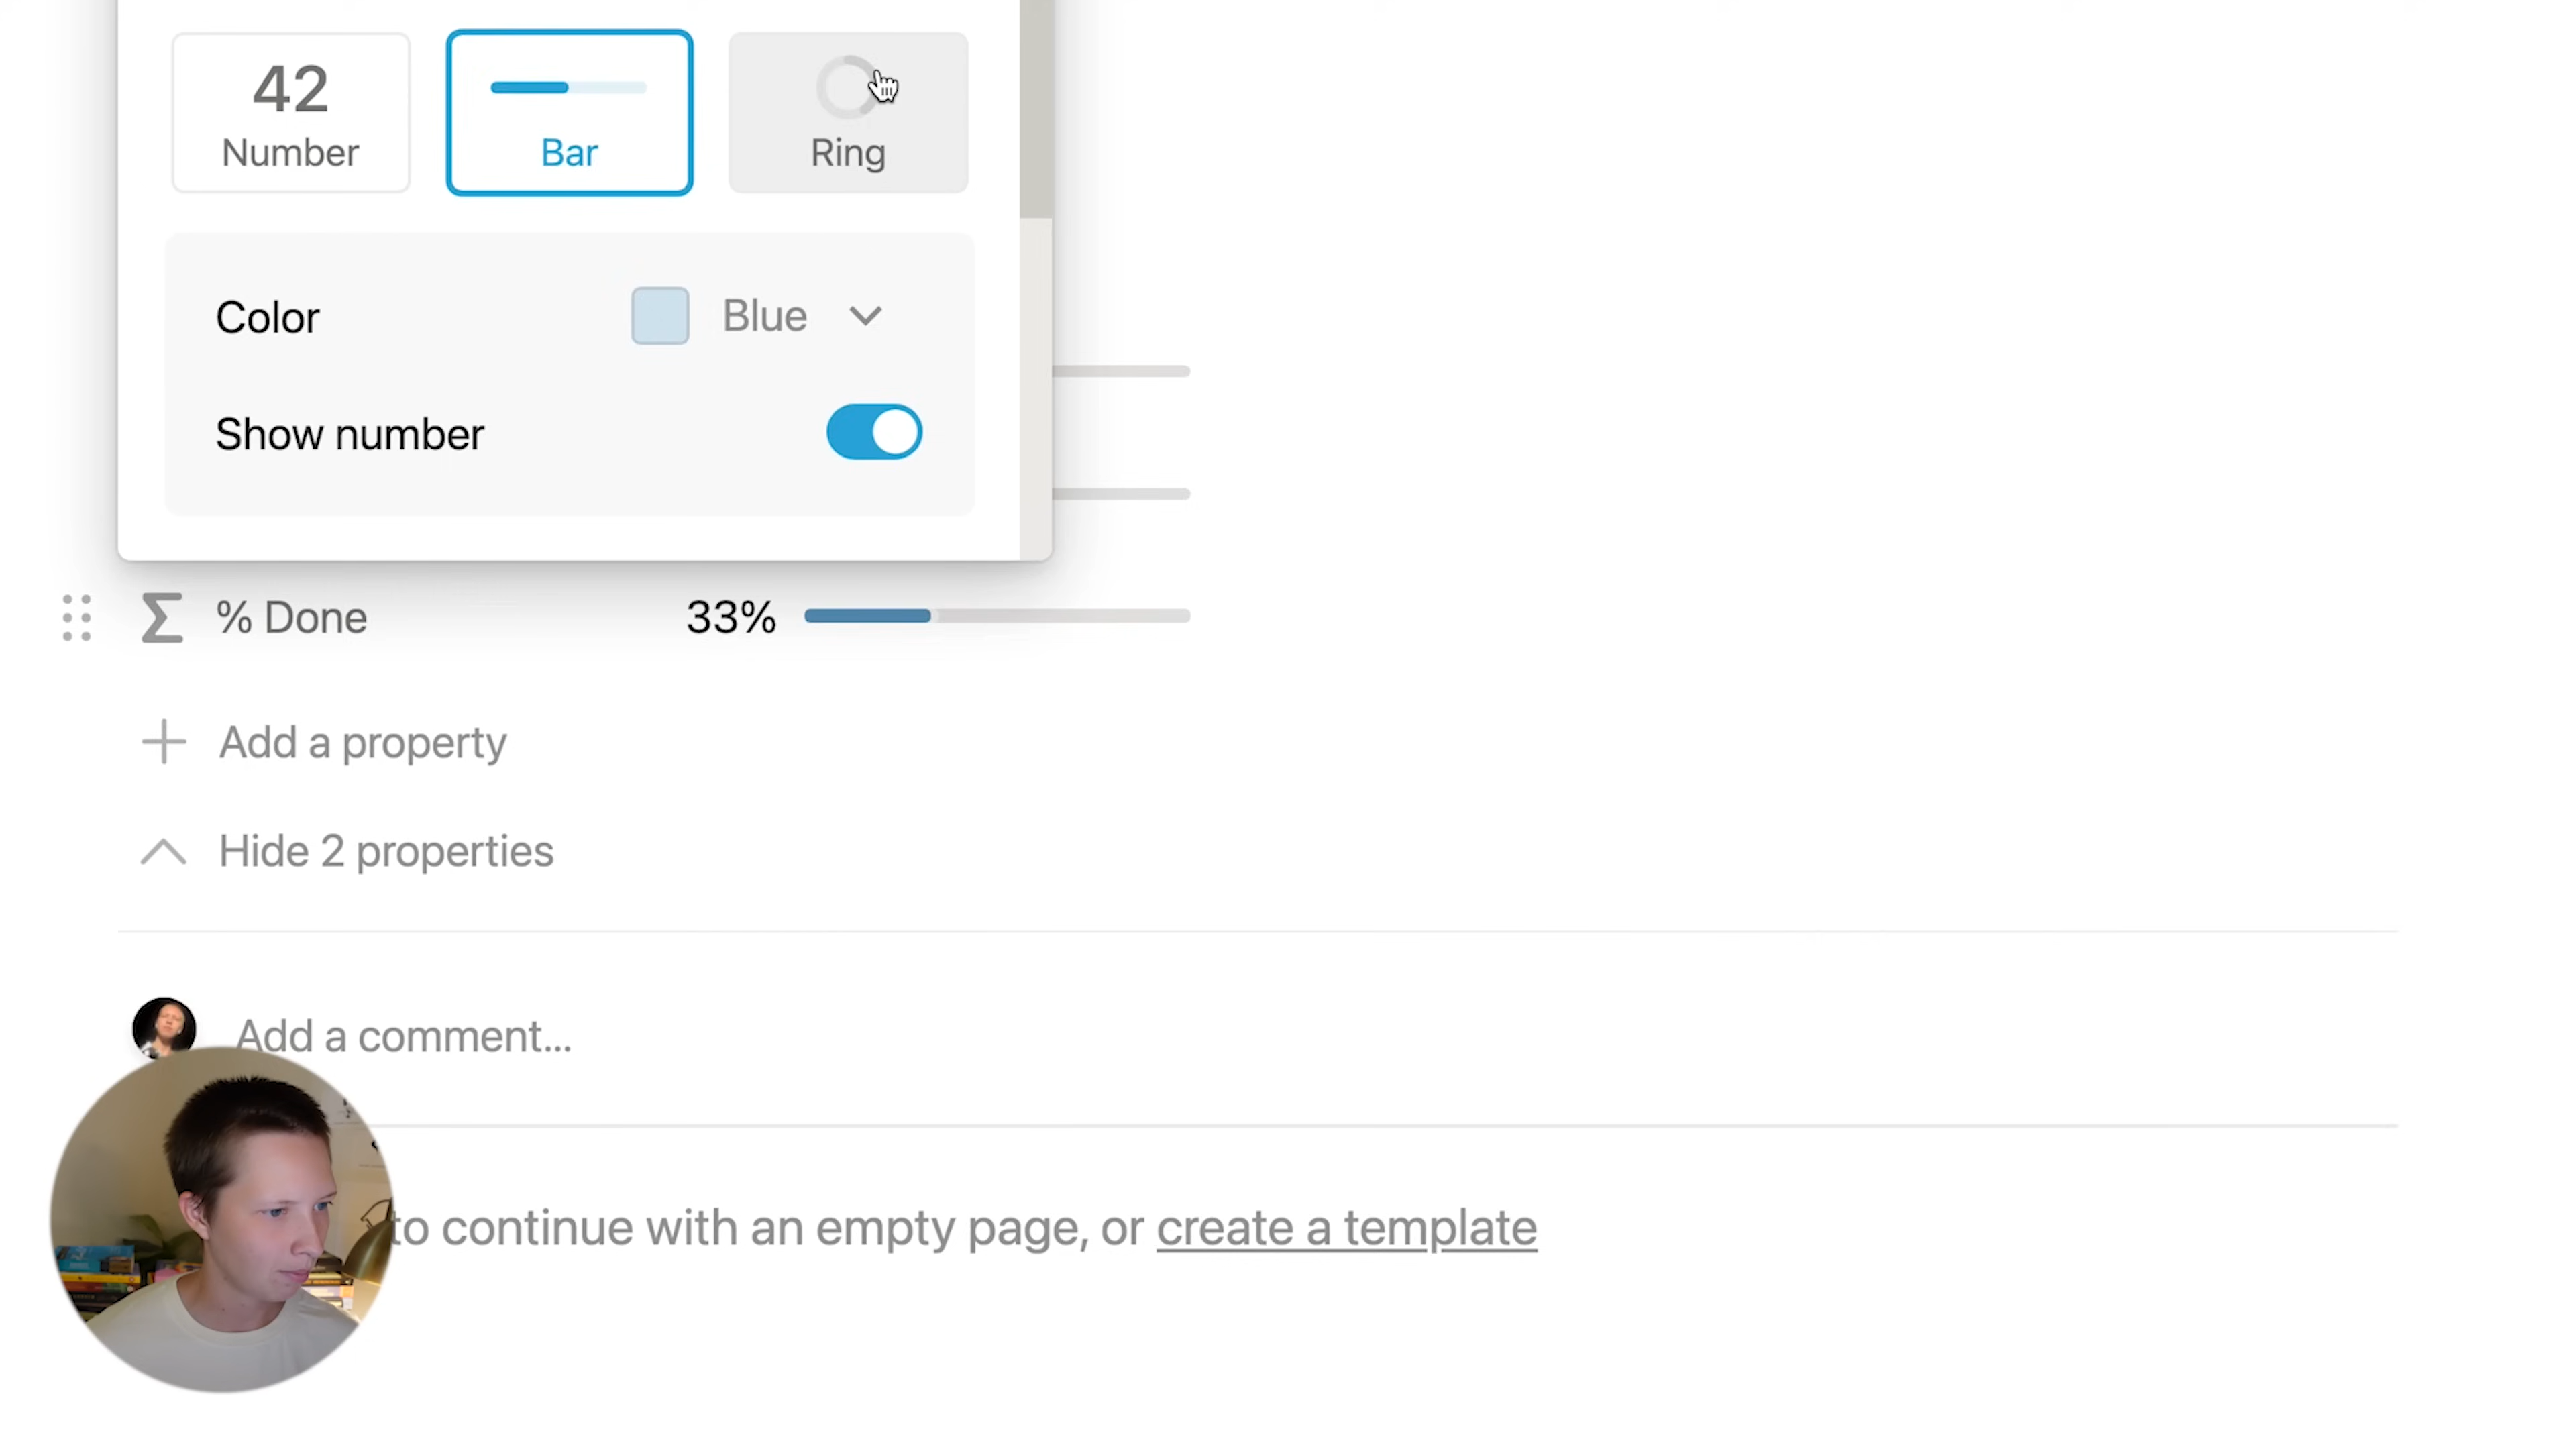 42
Number
Bar
Ring
Color
Blue
Show number
% Done
33%
Add a property
Hide 2 properties
Add a comment...
to continue with an empty page, or create a template